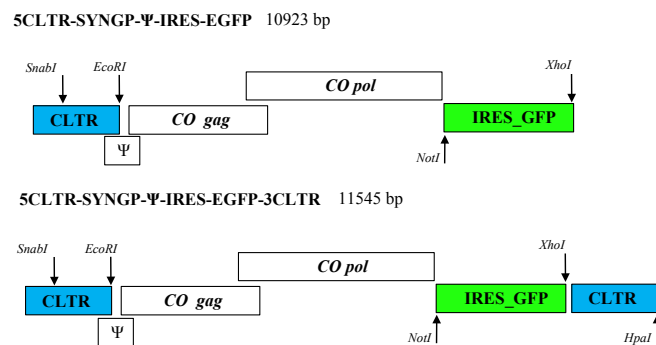 5CLTR-SYNGP-Ψ-IRES-EGFP 10923 bp
SnabI EcoRI XhoI
CO pol
CLTR CO gag IRES_GFP
Ψ
NotI
5CLTR-SYNGP-Ψ-IRES-EGFP-3CLTR 11545 bp
SnabI EcoRI XhoI
CO pol
CLTR CO gag IRES_GFP CLTR
Ψ
NotI HpaI